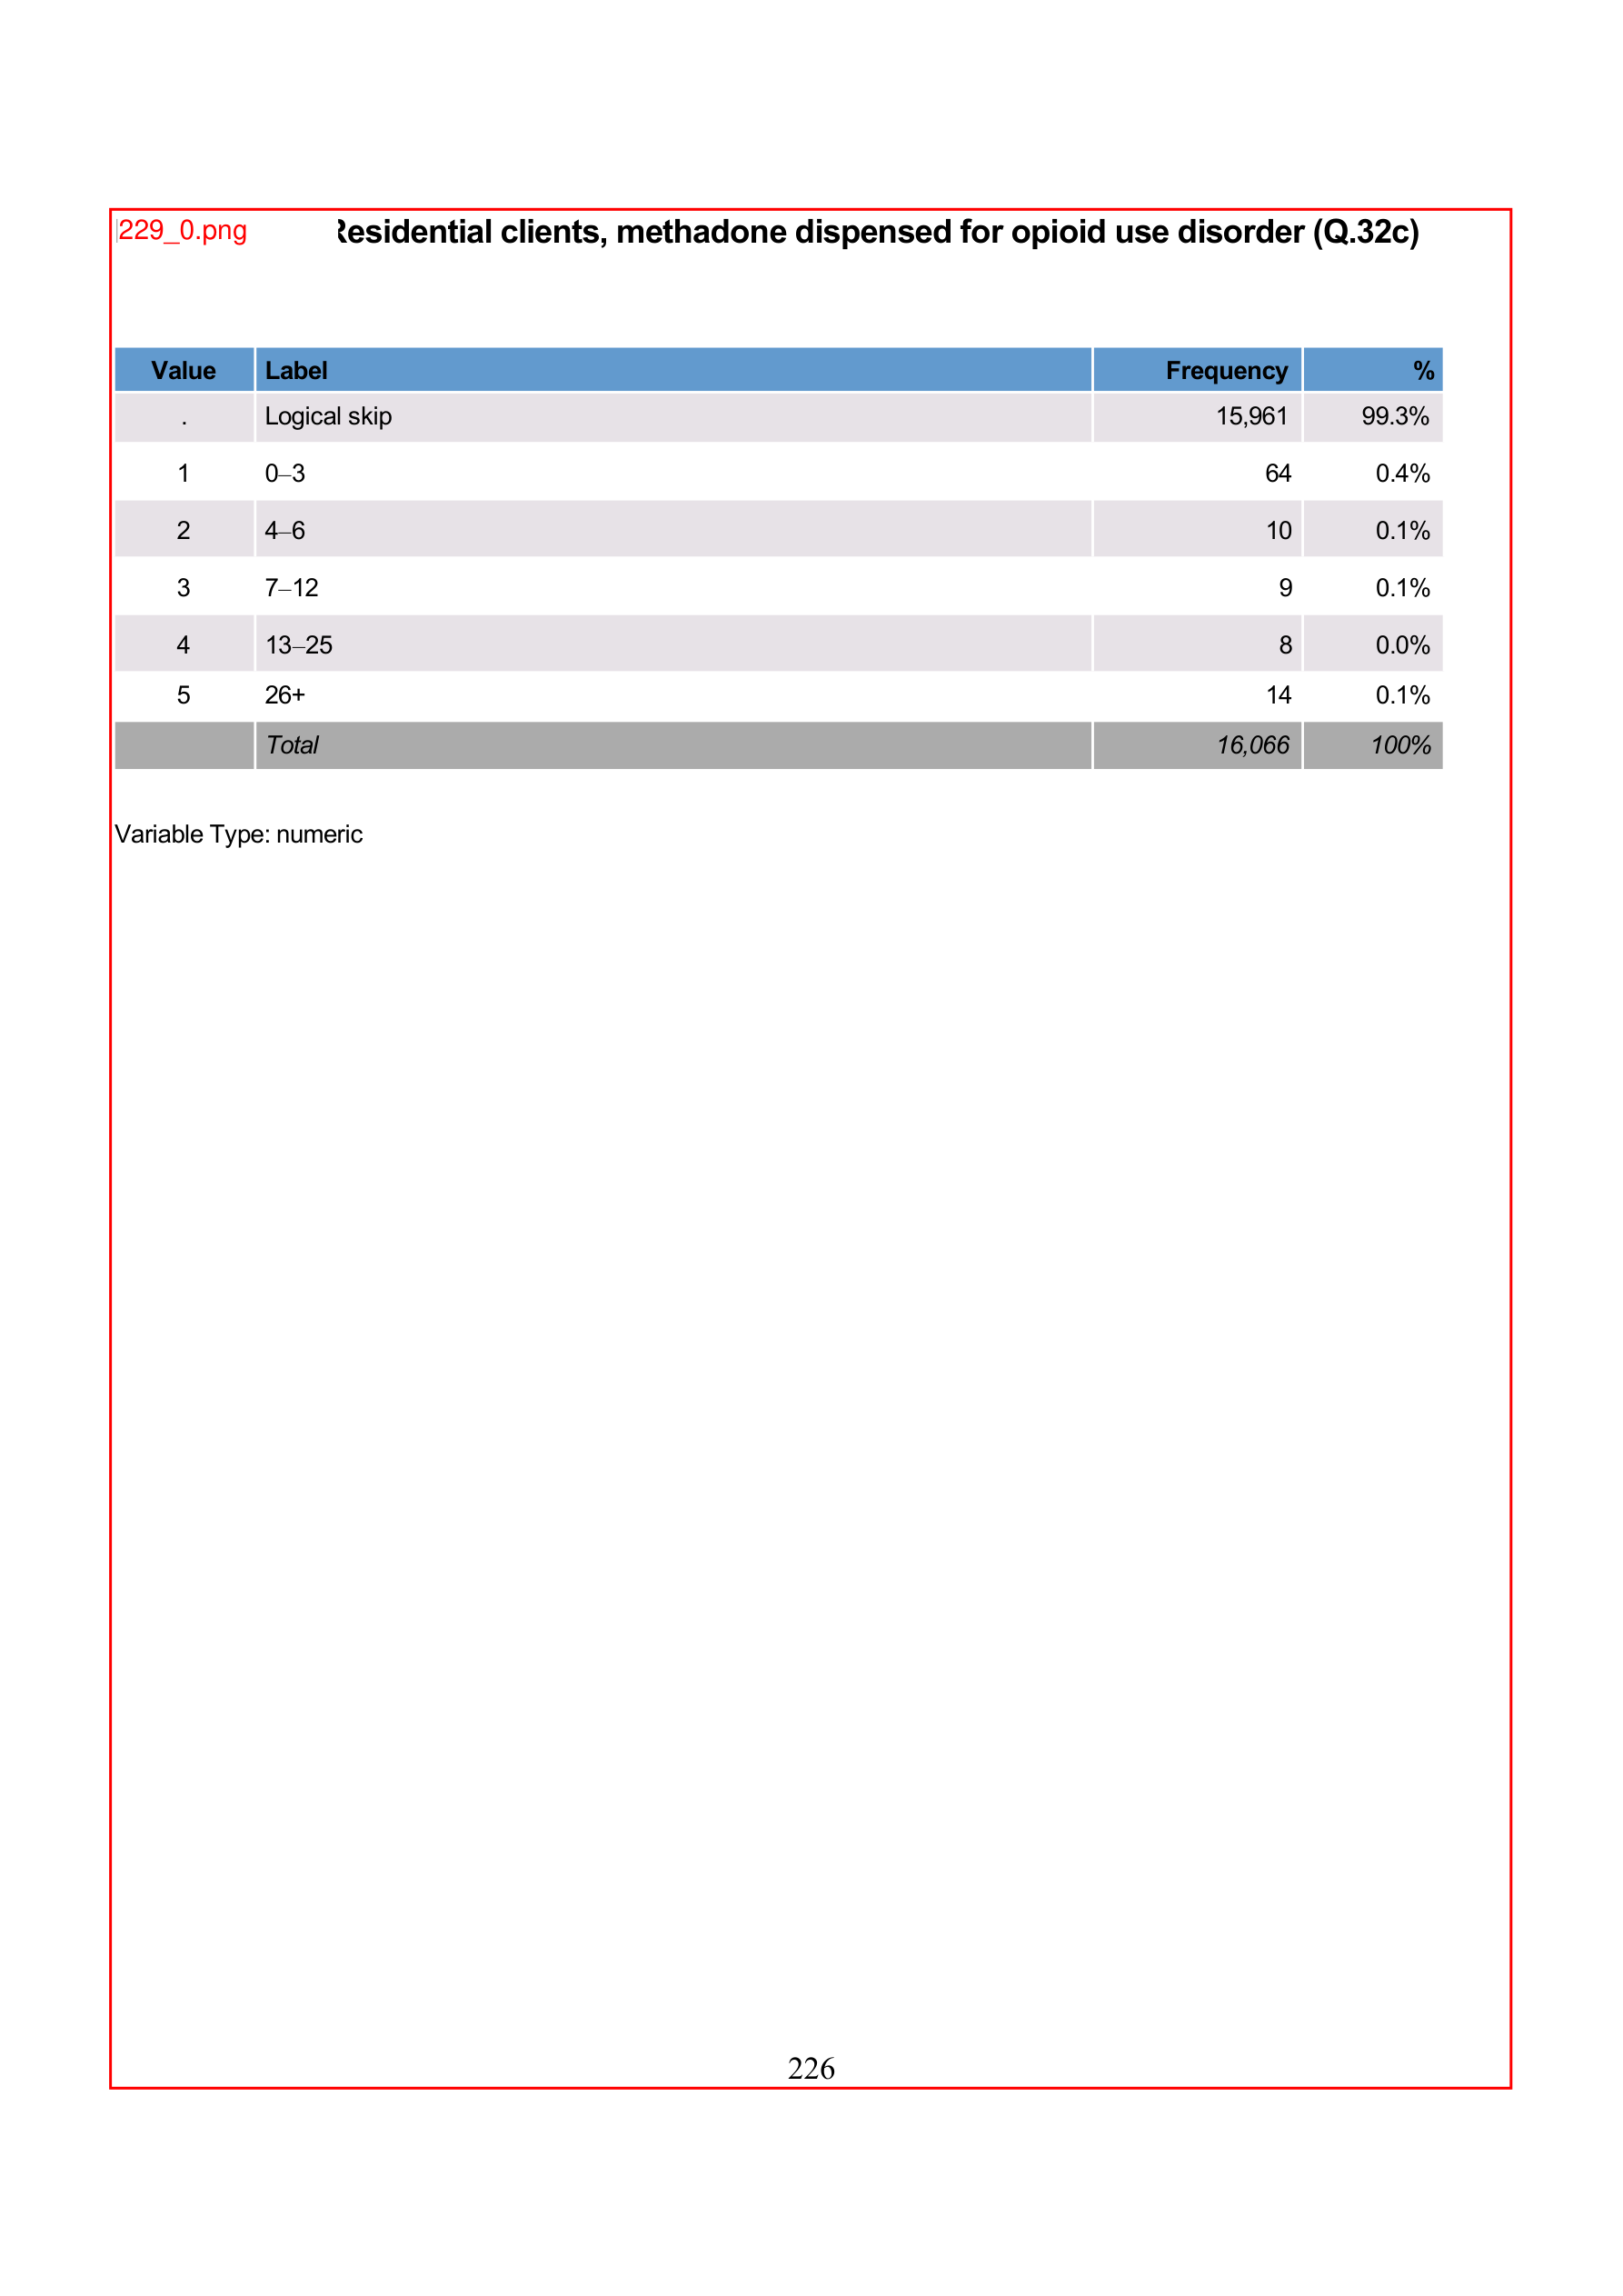 229_0.png
Residential clients, methadone dispensed for opioid use disorder (Q.32c)
Value Label Frequency %
. Logical skip 15,961 99.3%
1 0–3 64 0.4%
2 4–6 10 0.1%
3 7–12 9 0.1%
4 13–25 8 0.0%
5 26+ 14 0.1%
Total 16,066 100%
Variable Type: numeric
226